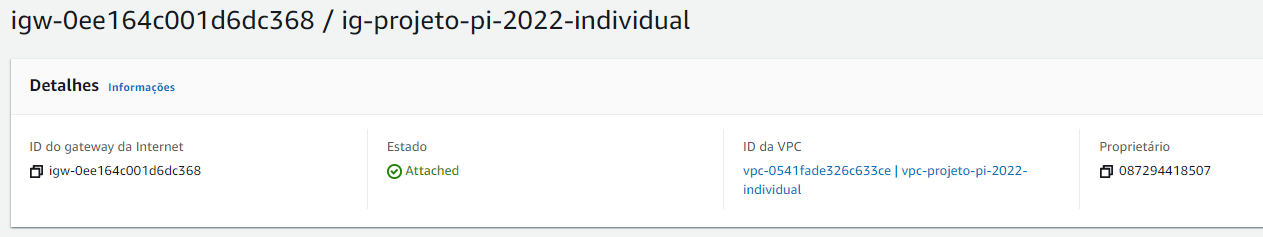 igw-0ee164c001d6dc368 / ig-projeto-pi-2022-individual
Detalhes Informações
ID do gateway da Internet
igw-0ee164c001d6dc368
Estado
Attached
ID da VPC
vpc-0541fade326c633ce | vpc-projeto-pi-2022-
individual
Proprietário
087294418507